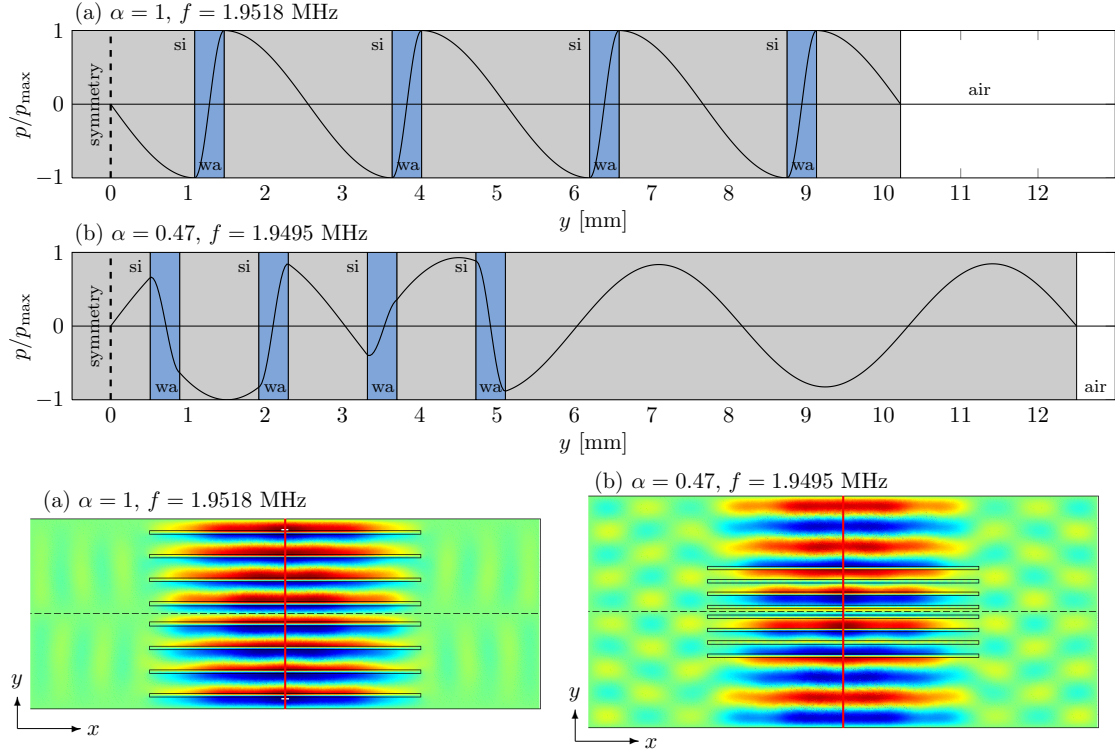 (a) α = 1, f = 1.9518 MHz
1
0
−1
p/pmax
symmetry
si si si si
wa wa wa wa
air
0 1 2 3 4 5 6 7 8 9 10 11 12
y [mm]
(b) α = 0.47, f = 1.9495 MHz
1
0
−1
p/pmax
symmetry
si si si si
wa wa wa wa
air
0 1 2 3 4 5 6 7 8 9 10 11 12
y [mm]
(a) α = 1, f = 1.9518 MHz
y
x
(b) α = 0.47, f = 1.9495 MHz
y
x